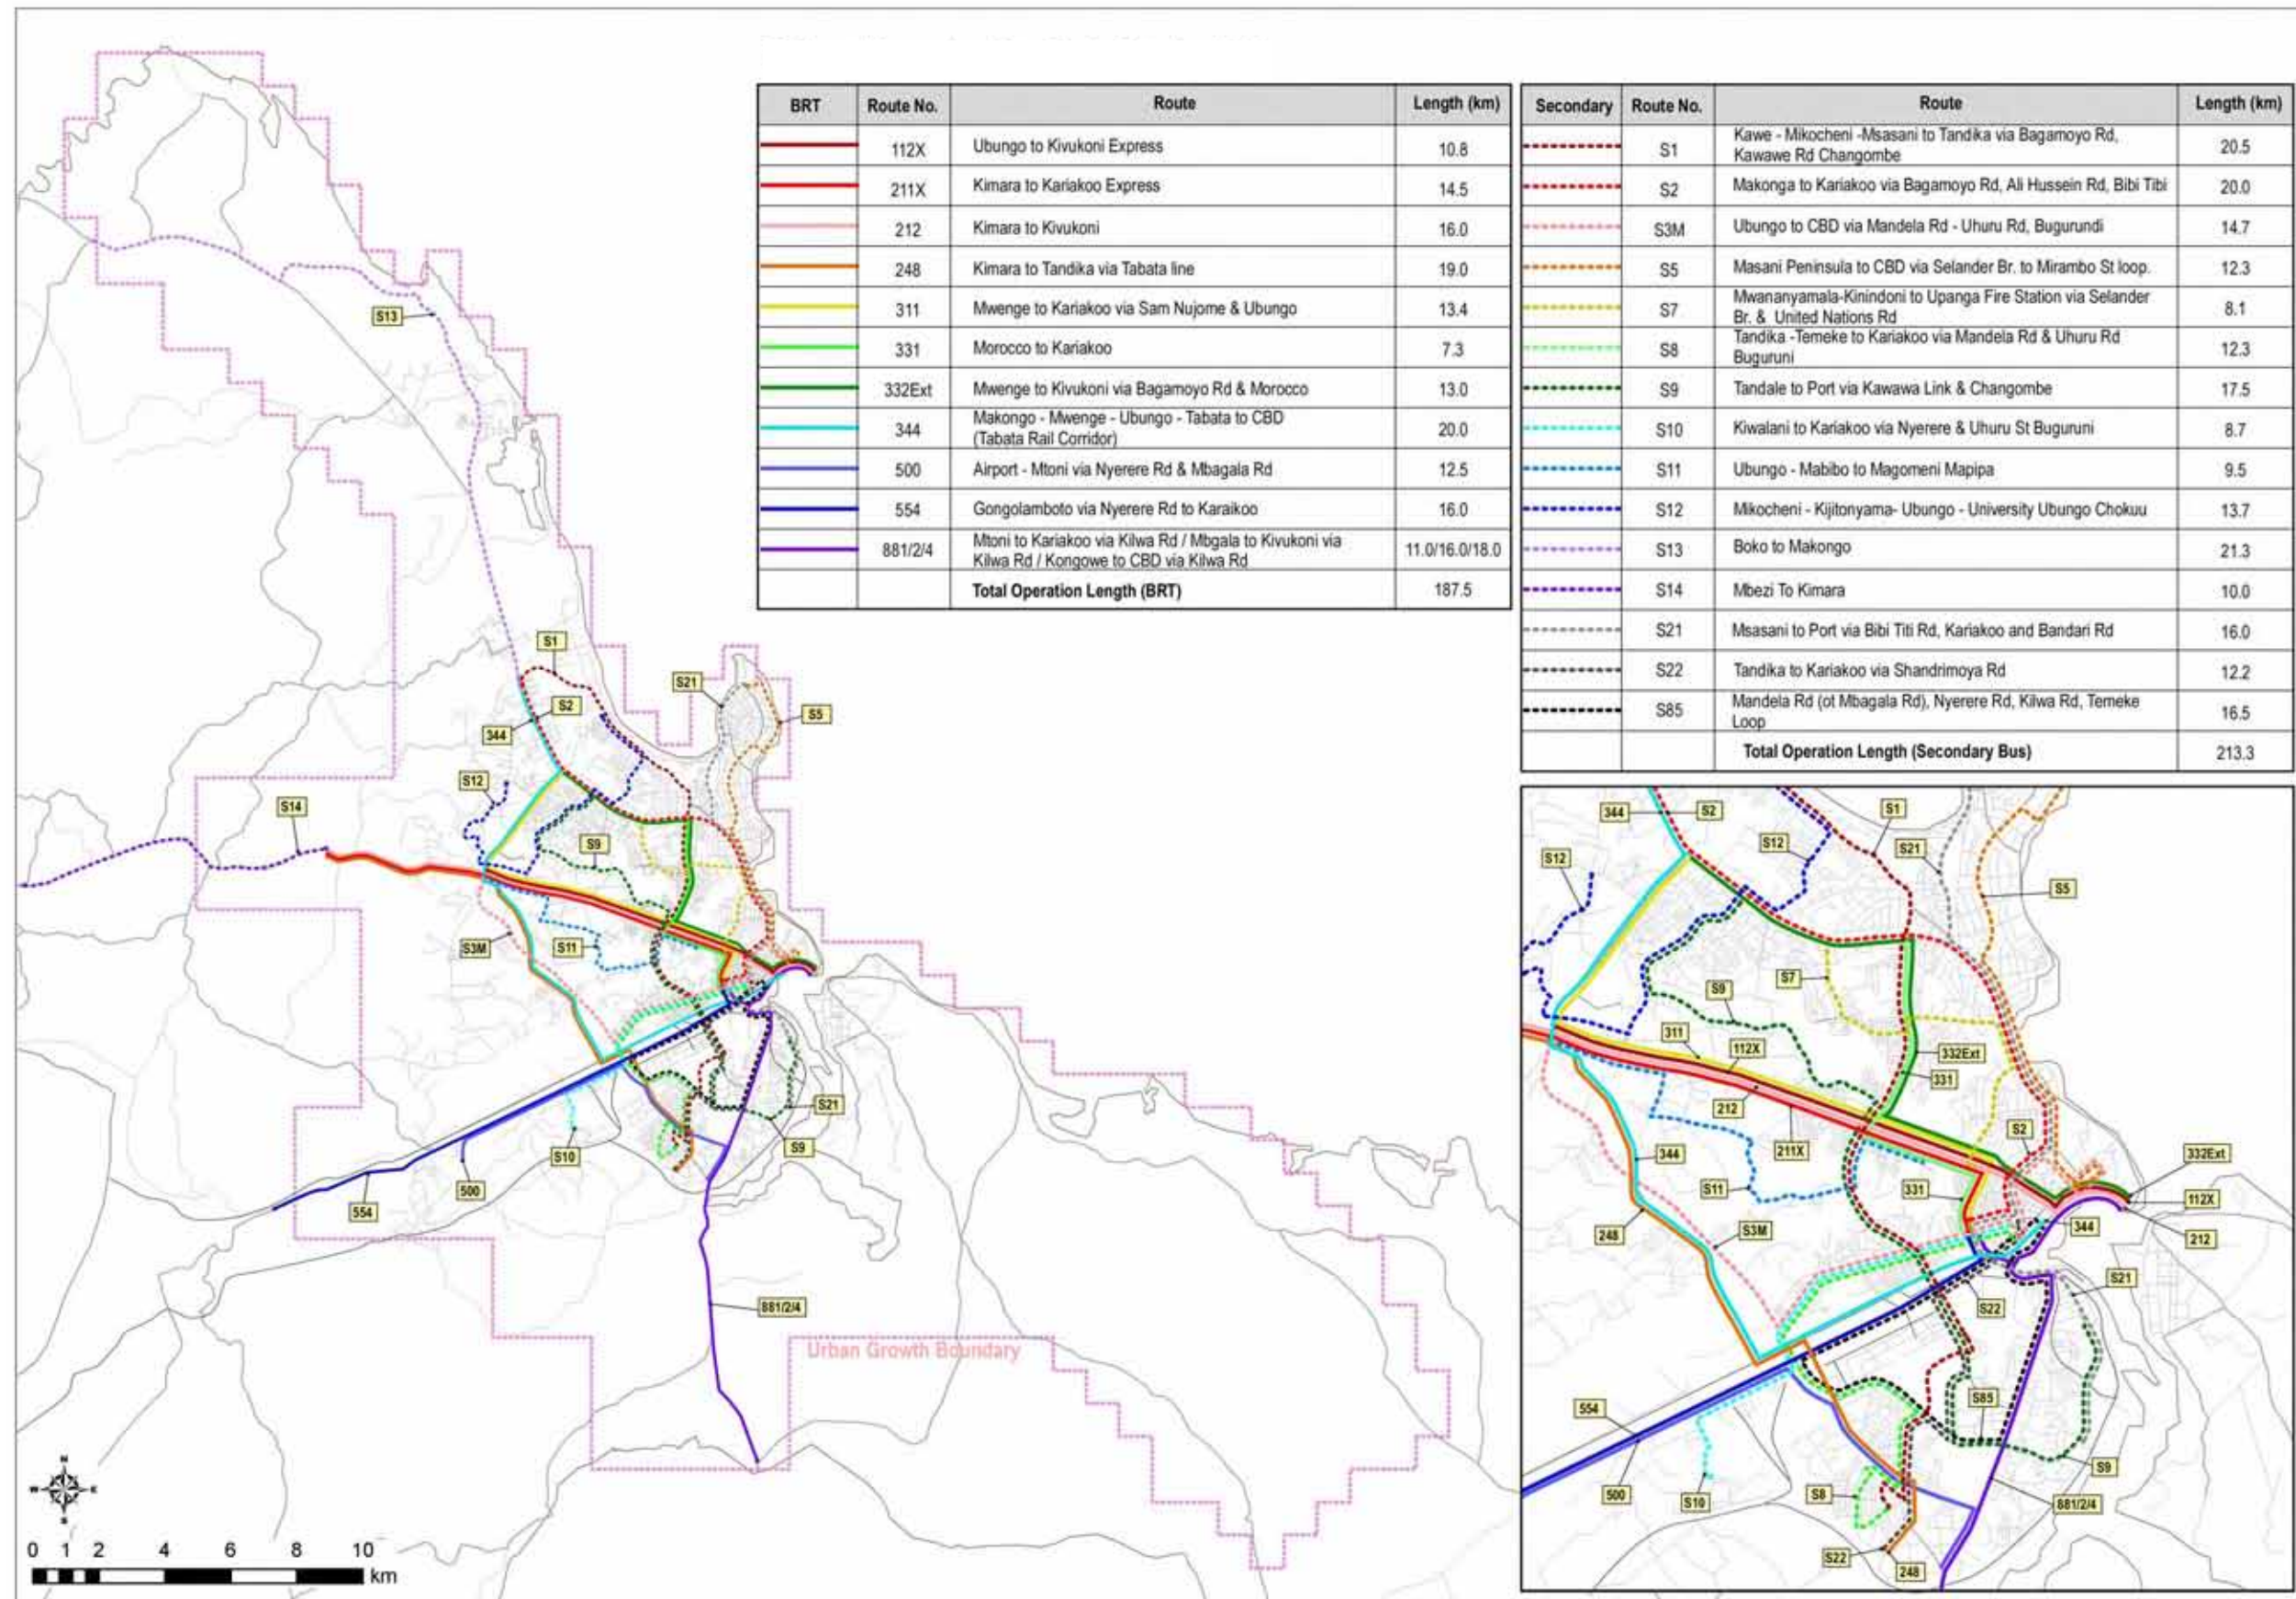 BRT Route No. Route Length (km)
112X Ubungo to Kivukoni Express 10.8
211X Kimara to Kariakoo Express 14.5
212 Kimara to Kivukoni 16.0
248 Kimara to Tandika via Tabata line 19.0
311 Mwenge to Kariakoo via Sam Nujome & Ubungo 13.4
331 Morocco to Kariakoo 7.3
332Ext Mwenge to Kivukoni via Bagamoyo Rd & Morocco 13.0
344 Makongo - Mwenge - Ubungo - Tabata to CBD
(Tabata Rail Corridor) 20.0
500 Airport - Mtoni via Nyerere Rd & Mbagala Rd 12.5
554 Gongolamboto via Nyerere Rd to Karaikoo 16.0
881/2/4 Mtoni to Kariakoo via Kilwa Rd / Mbgala to Kivukoni via
Kilwa Rd / Kongowe to CBD via Kilwa Rd 11.0/16.0/18.0
Total Operation Length (BRT) 187.5
Secondary Route No. Route Length (km)
S1 Kawe - Mikocheni -Msasani to Tandika via Bagamoyo Rd,
Kawawe Rd Changombe 20.5
S2 Makonga to Kariakoo via Bagamoyo Rd, Ali Hussein Rd, Bibi Tibi 20.0
S3M Ubungo to CBD via Mandela Rd - Uhuru Rd, Bugurundi 14.7
S5 Masani Peninsula to CBD via Selander Br. to Mirambo St loop. 12.3
S7 Mwananyamala-Kinindoni to Upanga Fire Station via Selander
Br. & United Nations Rd 8.1
S8 Tandika -Temeke to Kariakoo via Mandela Rd & Uhuru Rd
Buguruni 12.3
S9 Tandale to Port via Kawawa Link & Changombe 17.5
S10 Kiwalani to Kariakoo via Nyerere & Uhuru St Buguruni 8.7
S11 Ubungo - Mabibo to Magomeni Mapipa 9.5
S12 Mikocheni - Kijitonyama- Ubungo - University Ubungo Chokuu 13.7
S13 Boko to Makongo 21.3
S14 Mbezi To Kimara 10.0
S21 Msasani to Port via Bibi Titi Rd, Kariakoo and Bandari Rd 16.0
S22 Tandika to Kariakoo via Shandrimoya Rd 12.2
S85 Mandela Rd (ot Mbagala Rd), Nyerere Rd, Kilwa Rd, Temeke
Loop 16.5
Total Operation Length (Secondary Bus) 213.3
S13
S1
S21
S2
S5
344
S12
S14
S9
S3M
S11
S21
S9
S10
500
554
881/2/4
Urban Growth Boundary
N
W E
S
0 1 2 4 6 8 10
km
344
S2
S1
S12
S21
S12
S5
S7
S9
311
112X
332Ext
331
212
S2
211X
344
332Ext
S11
331
112X
344
248
S3M
212
S21
S22
S85
554
S9
500
S10
S8
881/2/4
S22
248